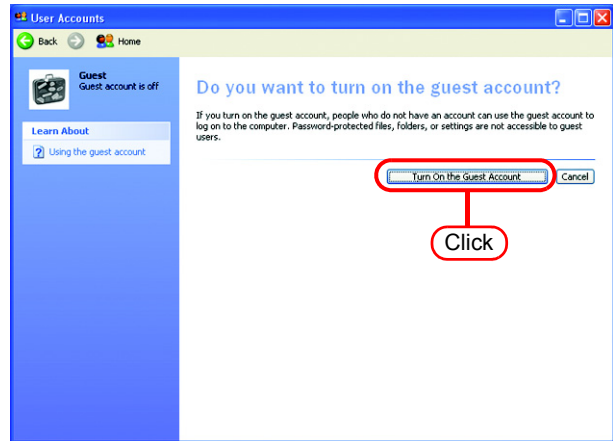 User Accounts
Back
Home
Guest
Guest account is off
Learn About
? Using the guest account
Do you want to turn on the guest account?
If you turn on the guest account, people who do not have an account can use the guest account to
log on to the computer. Password-protected files, folders, or settings are not accessible to guest
users.
Turn On the Guest Account
Cancel
Click